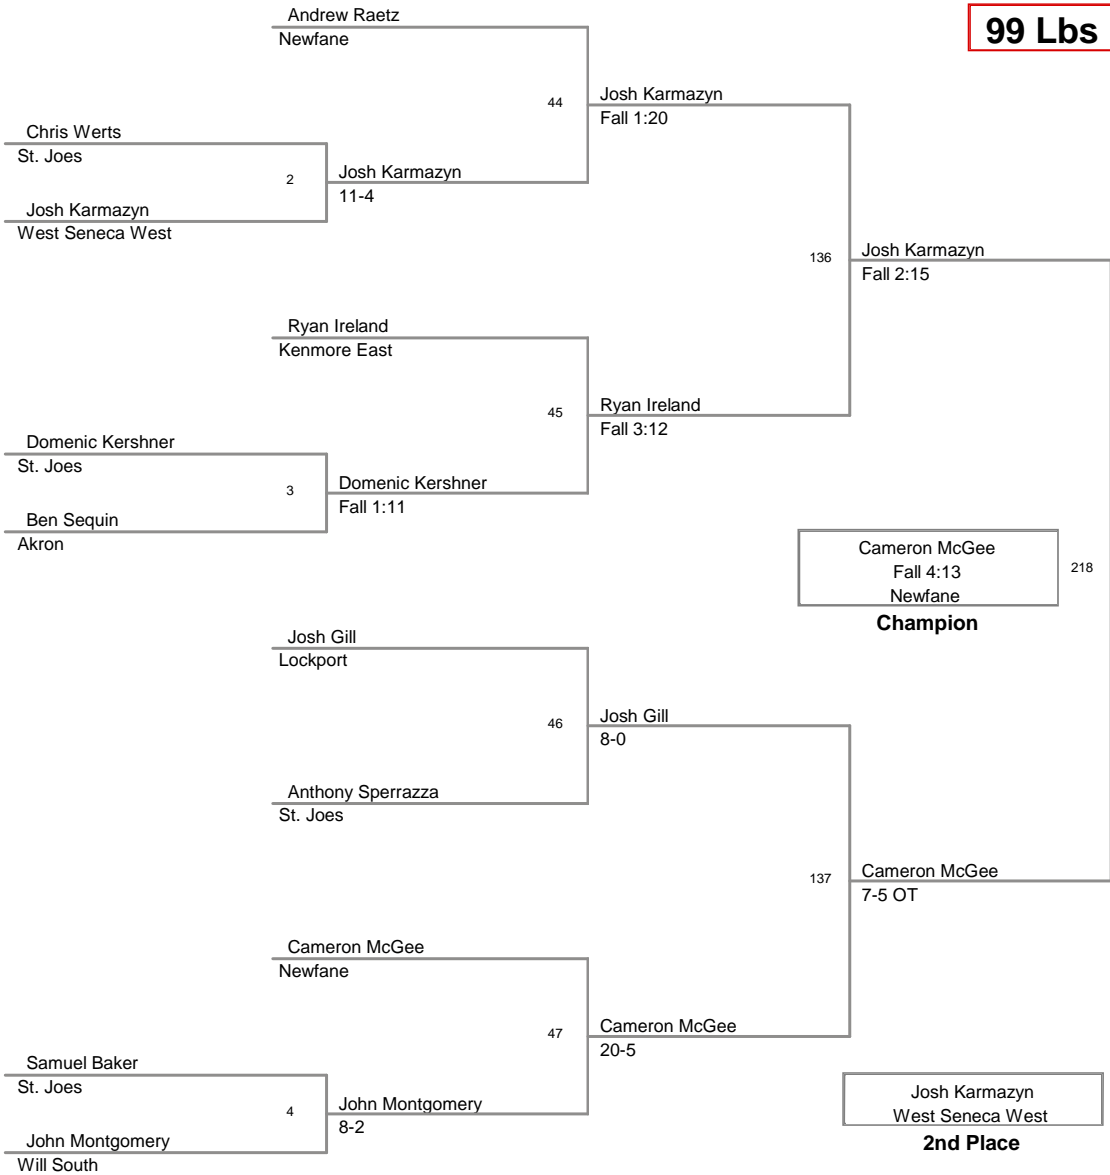 Andrew Raetz
99 Lbs
Newfane
44
Josh Karmazyn
Fall 1:20
Chris Werts
St. Joes
2
Josh Karmazyn
11-4
Josh Karmazyn
West Seneca West
136
Josh Karmazyn
Fall 2:15
Ryan Ireland
Kenmore East
45
Ryan Ireland
Fall 3:12
Domenic Kershner
St. Joes
3
Domenic Kershner
Fall 1:11
Ben Sequin
Akron
Cameron McGee
Fall 4:13
Newfane
218
Champion
Josh Gill
Lockport
46
Josh Gill
8-0
Anthony Sperrazza
St. Joes
137
Cameron McGee
7-5 OT
Cameron McGee
Newfane
47
Cameron McGee
20-5
Samuel Baker
St. Joes
4
John Montgomery
8-2
John Montgomery
Will South
Josh Karmazyn
West Seneca West
2nd Place